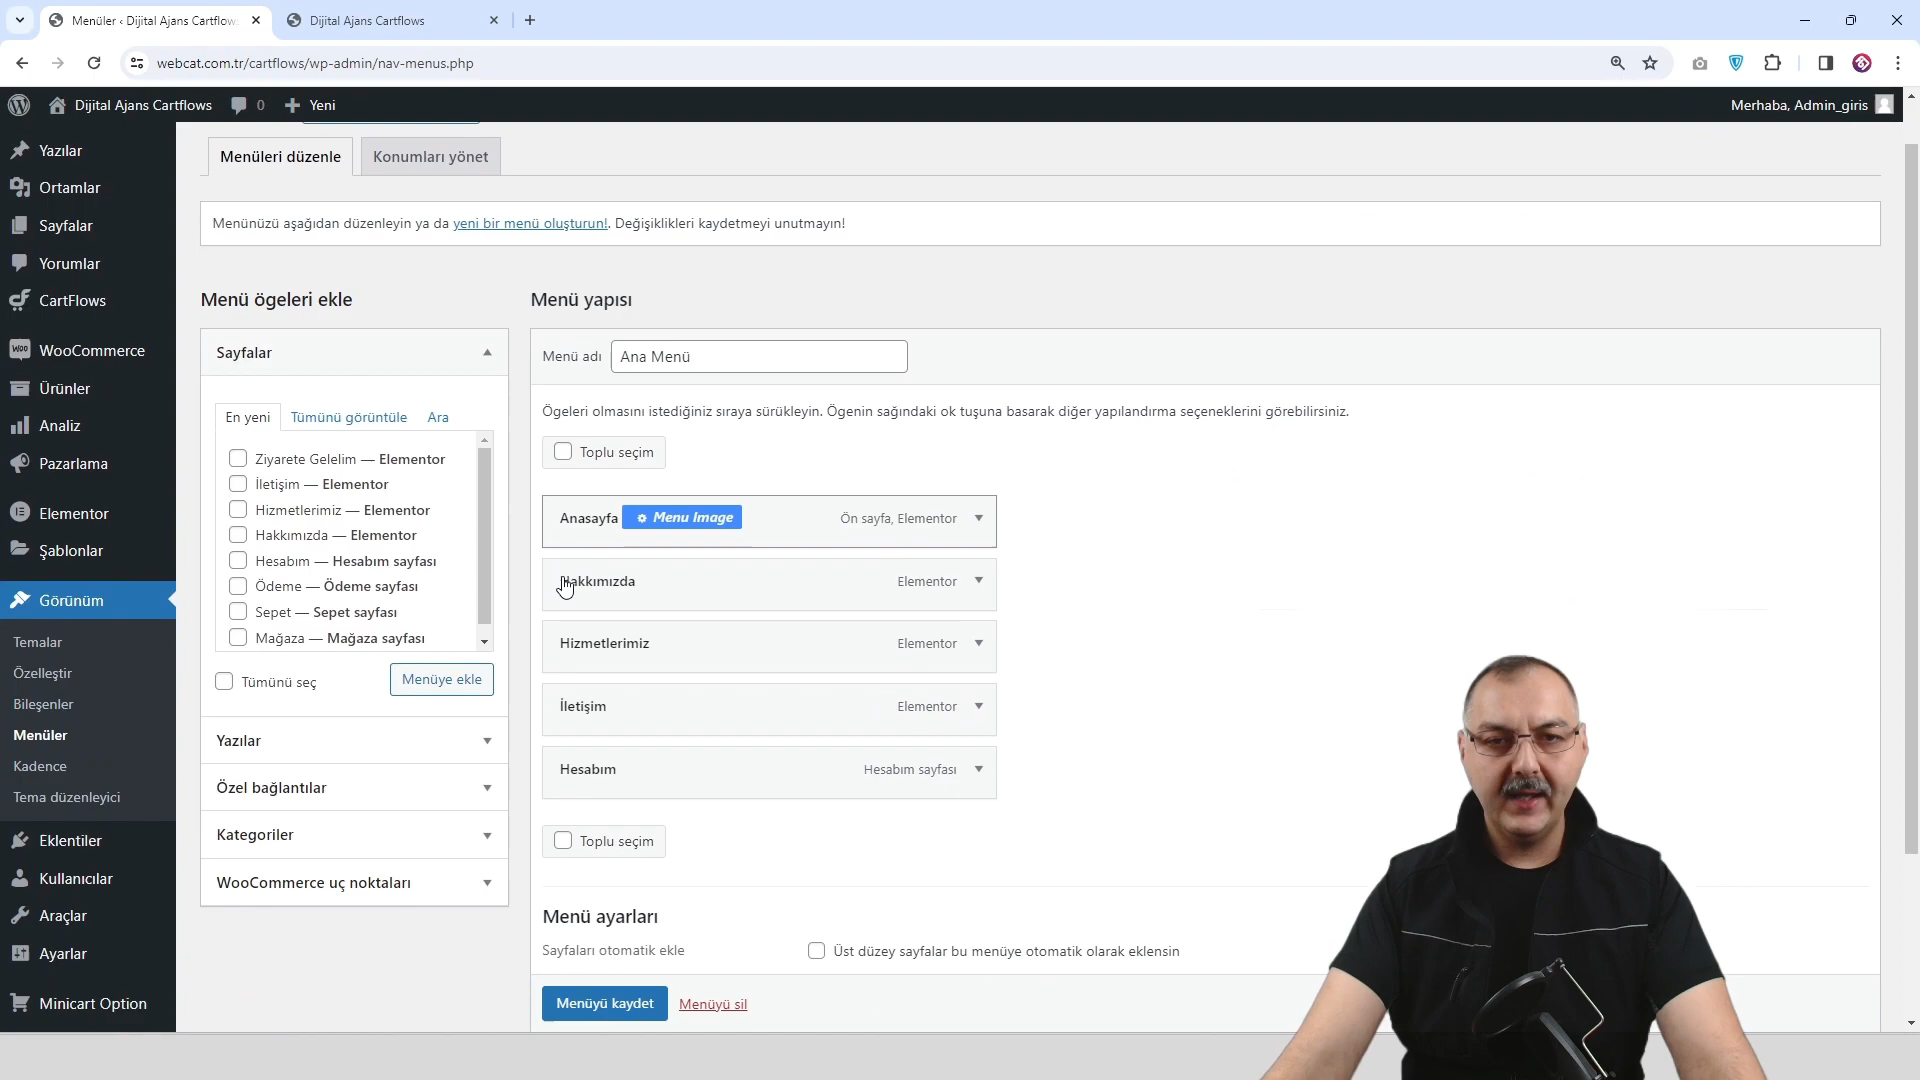 Menüler ‹ Dijital Ajans Cartflows
Dijital Ajans Cartflows
webcat.com.tr/cartflows/wp-admin/nav-menus.php
Dijital Ajans Cartflows
0
Yeni
Merhaba, Admin_giris
Yazılar
Ortamlar
Sayfalar
Yorumlar
CartFlows
WooCommerce
Ürünler
Analiz
Pazarlama
Elementor
Şablonlar
Görünüm
Temalar
Özelleştir
Bileşenler
Menüler
Kadence
Tema düzenleyici
Eklentiler
Kullanıcılar
Araçlar
Ayarlar
Minicart Option
Menüleri düzenle
Konumları yönet
Menünüzü aşağıdan düzenleyin ya da yeni bir menü oluşturun!. Değişiklikleri kaydetmeyi unutmayın!
Menü ögeleri ekle
Sayfalar
En yeni
Tümünü görüntüle
Ara
Ziyarete Gelelim — Elementor
İletişim — Elementor
Hizmetlerimiz — Elementor
Hakkımızda — Elementor
Hesabım — Hesabım sayfası
Ödeme — Ödeme sayfası
Sepet — Sepet sayfası
Mağaza — Mağaza sayfası
Tümünü seç
Menüye ekle
Yazılar
Özel bağlantılar
Kategoriler
WooCommerce uç noktaları
Menü yapısı
Menü adı
Ana Menü
Ögeleri olmasını istediğiniz sıraya sürükleyin. Ögenin sağındaki ok tuşuna basarak diğer yapılandırma seçeneklerini görebilirsiniz.
Toplu seçim
Anasayfa
Menu Image
Ön sayfa, Elementor
Hakkımızda
Elementor
Hizmetlerimiz
Elementor
İletişim
Elementor
Hesabım
Hesabım sayfası
Toplu seçim
Menü ayarları
Sayfaları otomatik ekle
Üst düzey sayfalar bu menüye otomatik olarak eklensin
Menüyü kaydet
Menüyü sil